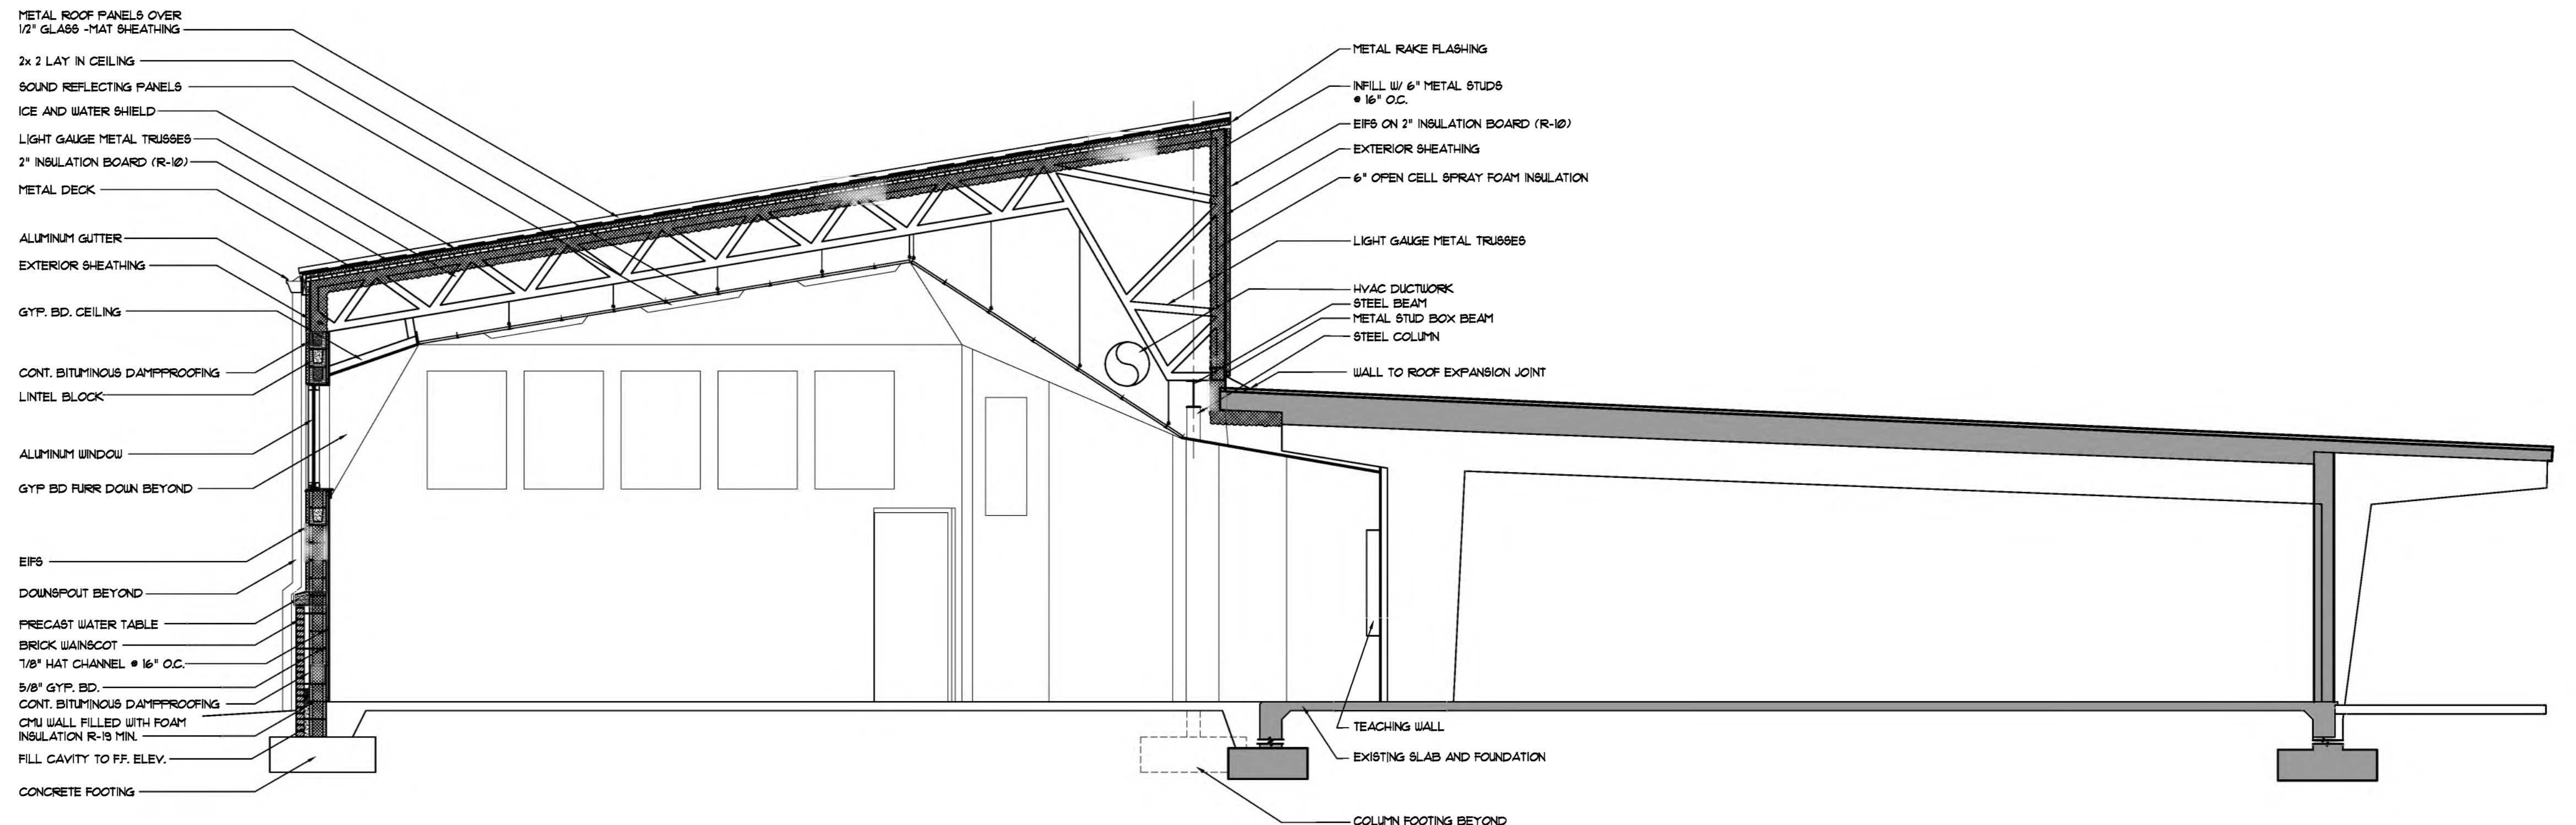 METAL ROOF PANELS OVER
1/2" GLASS -MAT SHEATHING
2x 2 LAY IN CEILING
SOUND REFLECTING PANELS
ICE AND WATER SHIELD
LIGHT GAUGE METAL TRUSSES
2" INSULATION BOARD (R-10)
METAL DECK
ALUMINUM GUTTER
EXTERIOR SHEATHING
GYP. BD. CEILING
CONT. BITUMINOUS DAMPPROOFING
LINTEL BLOCK
ALUMINUM WINDOW
GYP BD FURR DOWN BEYOND
EIFS
DOWNSPOUT BEYOND
PRECAST WATER TABLE
BRICK WAINSCOT
7/8" HAT CHANNEL @ 16" O.C.
5/8" GYP. BD.
CONT. BITUMINOUS DAMPPROOFING
CMU WALL FILLED WITH FOAM
INSULATION R-19 MIN.
FILL CAVITY TO F.F. ELEV.
CONCRETE FOOTING
METAL RAKE FLASHING
INFILL W/ 6" METAL STUDS
@ 16" O.C.
EIFS ON 2" INSULATION BOARD (R-10)
EXTERIOR SHEATHING
6" OPEN CELL SPRAY FOAM INSULATION
LIGHT GAUGE METAL TRUSSES
HVAC DUCTWORK
STEEL BEAM
METAL STUD BOX BEAM
STEEL COLUMN
WALL TO ROOF EXPANSION JOINT
TEACHING WALL
EXISTING SLAB AND FOUNDATION
COLUMN FOOTING BEYOND